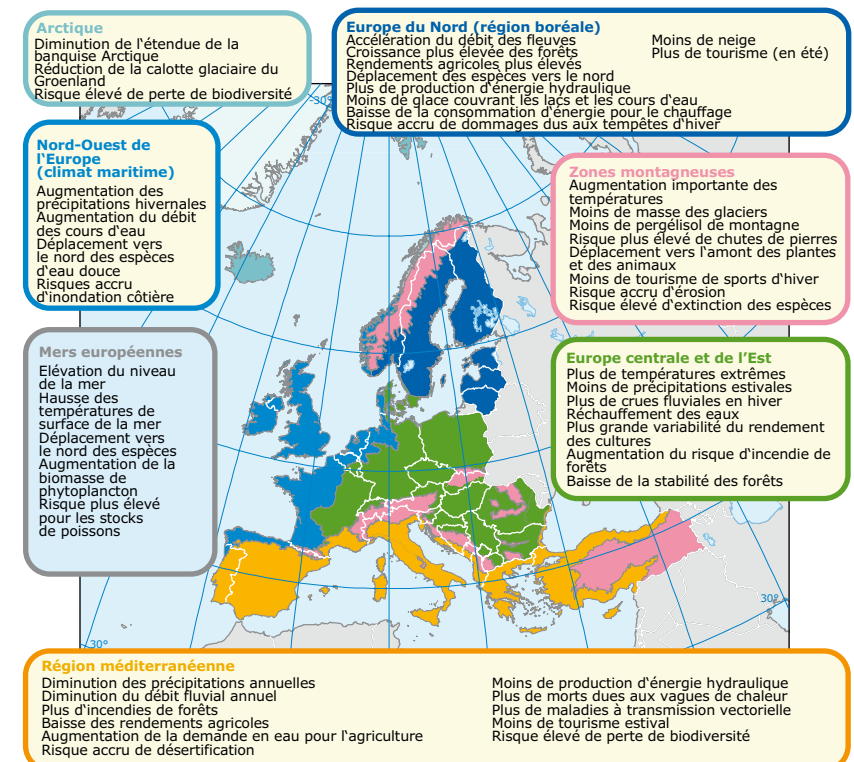 Arctique
Diminution de l'étendue de la
banquise Arctique
Réduction de la calotte glaciaire du
Groenland
Risque élevé de perte de biodiversité
Europe du Nord (région boréale)
Accélération du débit des fleuves
Croissance plus élevée des forêts
Rendements agricoles plus élevés
Déplacement des espèces vers le nord
Plus de production d'énergie hydraulique
Moins de glace couvrant les lacs et les cours d'eau
Baisse de la consommation d'énergie pour le chauffage
Risque accru de dommages dus aux tempêtes d'hiver
Moins de neige
Plus de tourisme (en été)
-30°
Nord-Ouest de
l'Europe
(climat maritime)
Augmentation des
précipitations hivernales
Augmentation du débit
des cours d'eau
Déplacement vers
le nord des espèces
d'eau douce
Risques accru
d'inondation côtière
Zones montagneuses
Augmentation importante des
températures
Moins de masse des glaciers
Moins de pergélisol de montagne
Risque plus élevé de chutes de pierres
Déplacement vers l'amont des plantes
et des animaux
Moins de tourisme de sports d'hiver
Risque accru d'érosion
Risque élevé d'extinction des espèces
Mers européennes
Elévation du niveau
de la mer
Hausse des
températures de
surface de la mer
Déplacement vers
le nord des espèces
Augmentation de la
biomasse de
phytoplancton
Risque plus élevé
pour les stocks
de poissons
Europe centrale et de l'Est
Plus de températures extrêmes
Moins de précipitations estivales
Plus de crues fluviales en hiver
Réchauffement des eaux
Plus grande variabilité du rendement
des cultures
Augmentation du risque d'incendie de
forêts
Baisse de la stabilité des forêts
30°
30°
Région méditerranéenne
Diminution des précipitations annuelles
Diminution du débit fluvial annuel
Plus d'incendies de forêts
Baisse des rendements agricoles
Augmentation de la demande en eau pour l'agriculture
Risque accru de désertification
Moins de production d'énergie hydraulique
Plus de morts dues aux vagues de chaleur
Plus de maladies à transmission vectorielle
Moins de tourisme estival
Risque élevé de perte de biodiversité